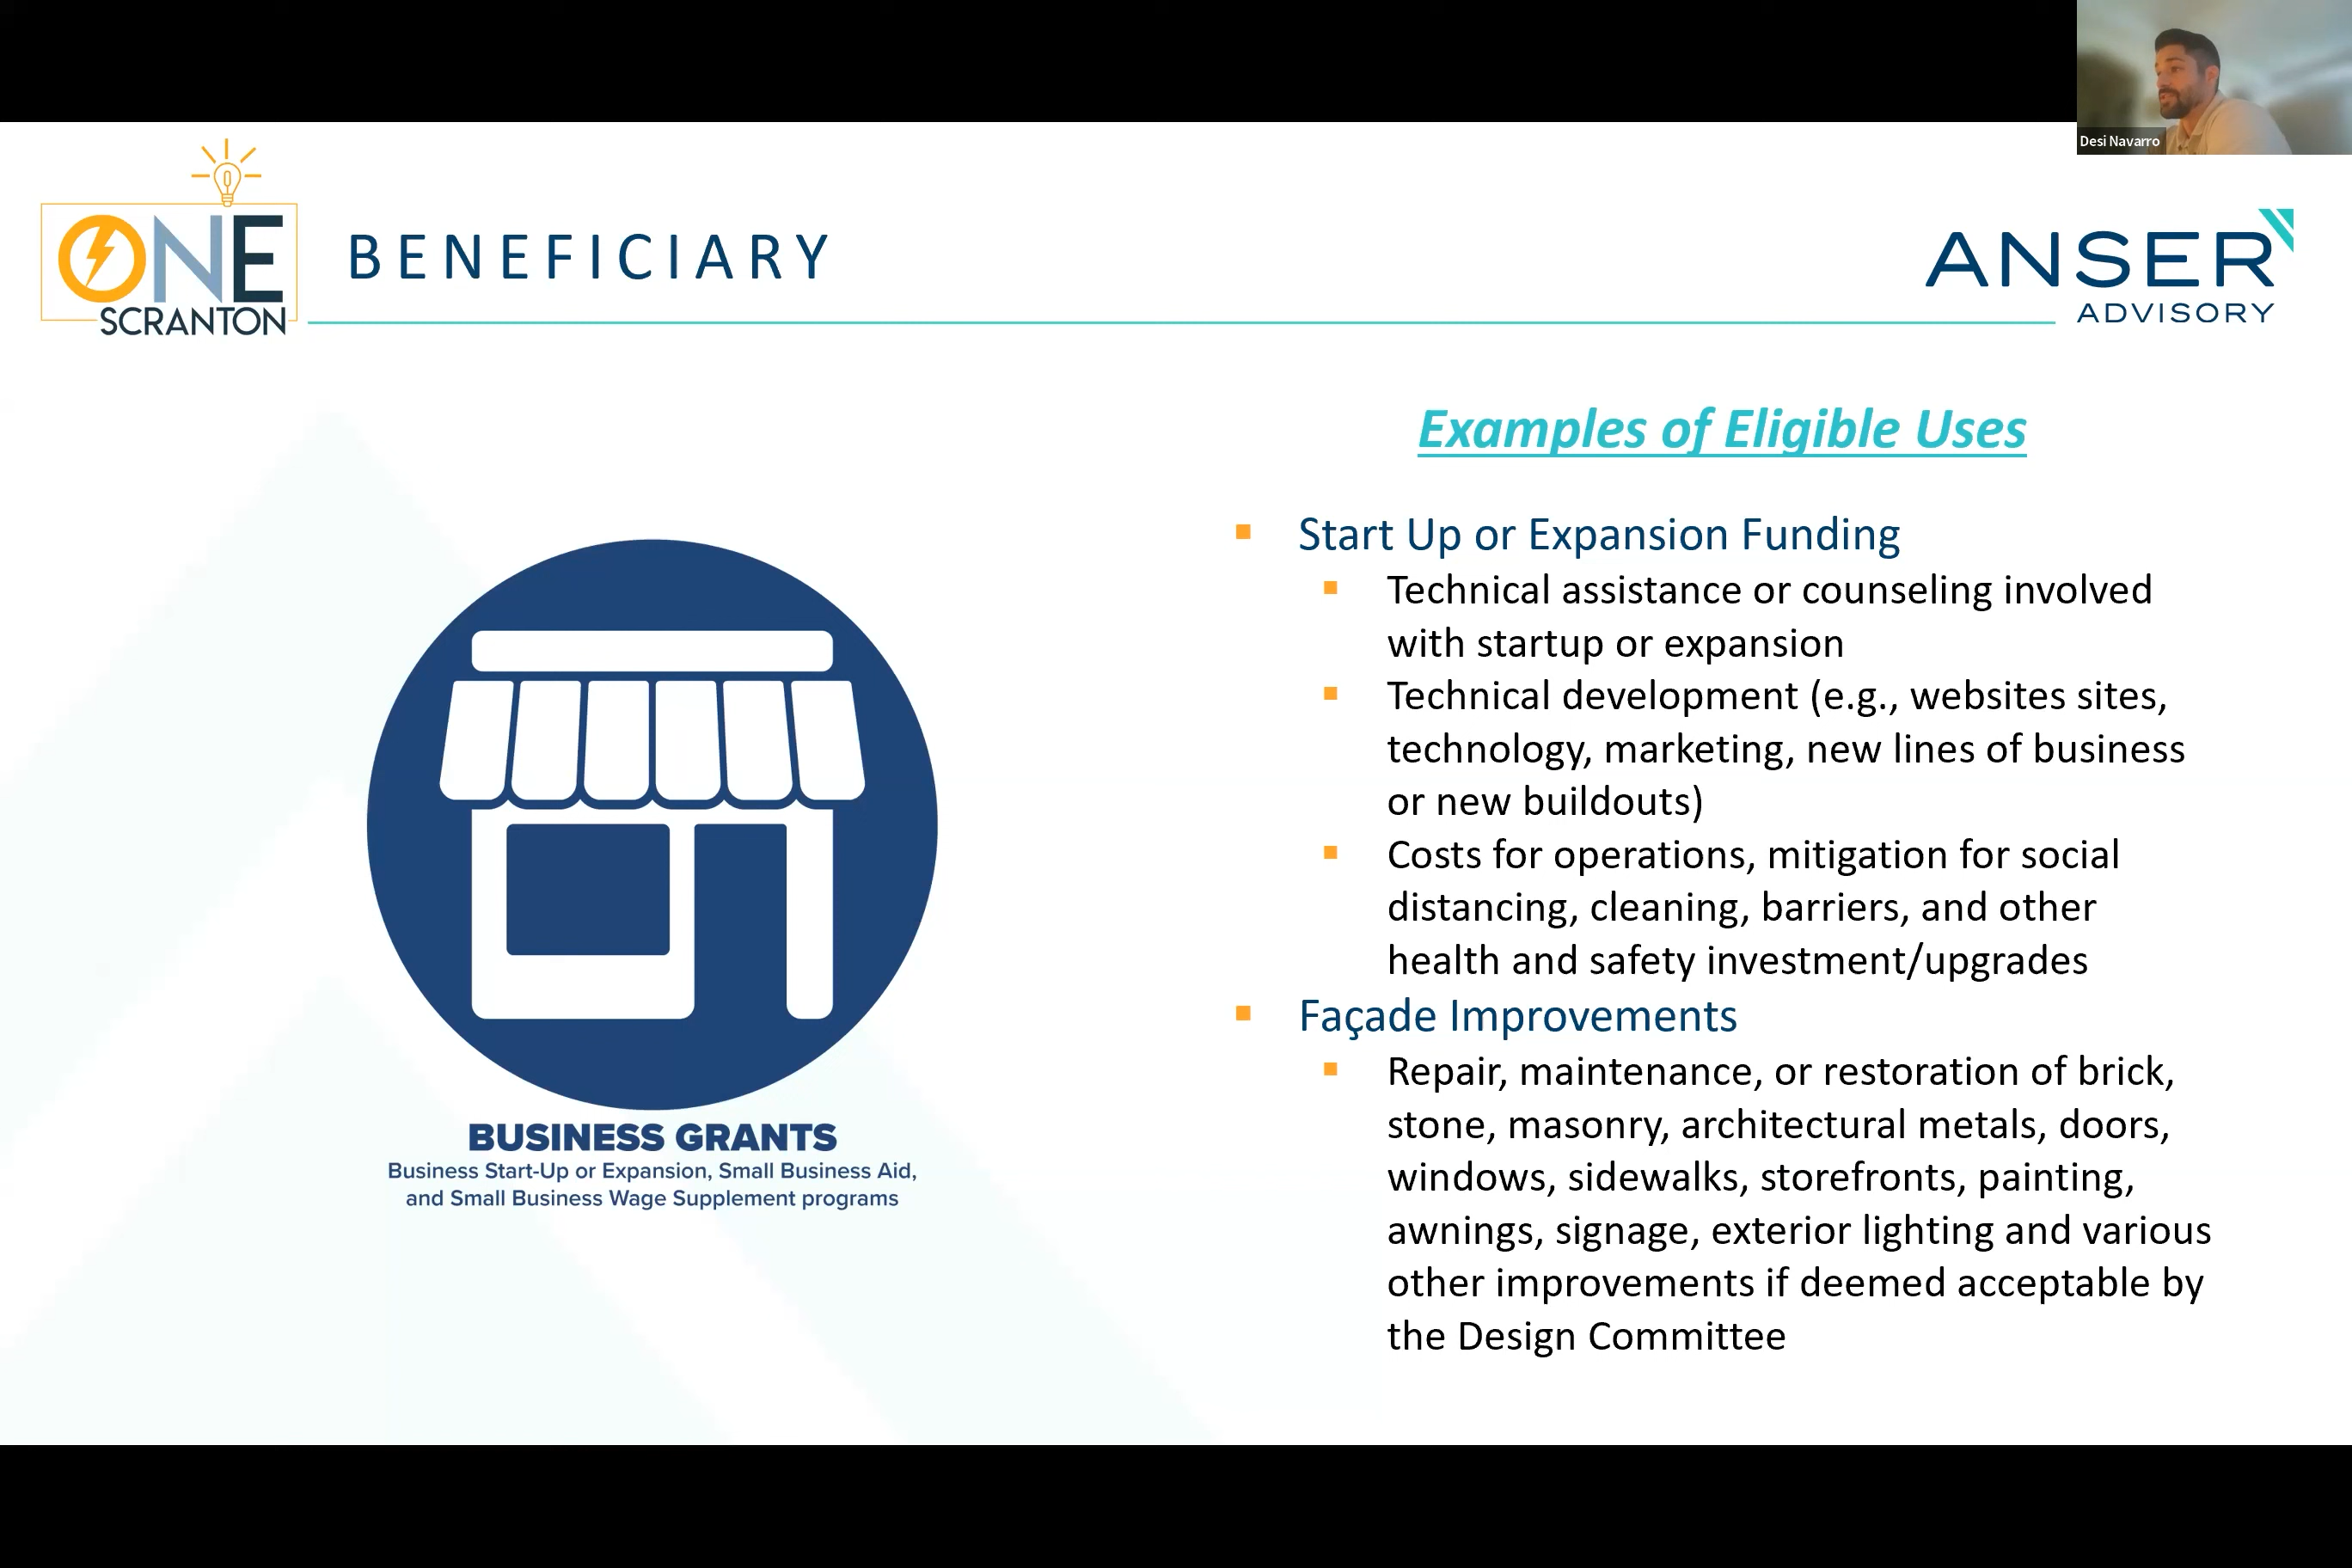 Desi Navarro
ONE
SCRANTON
BENEFICIARY
ANSER
ADVISORY
Examples of Eligible Uses
Start Up or Expansion Funding
Technical assistance or counseling involved
with startup or expansion
Technical development (e.g., websites sites,
technology, marketing, new lines of business
or new buildouts)
Costs for operations, mitigation for social
distancing, cleaning, barriers, and other
health and safety investment/upgrades
Façade Improvements
Repair, maintenance, or restoration of brick,
stone, masonry, architectural metals, doors,
windows, sidewalks, storefronts, painting,
awnings, signage, exterior lighting and various
other improvements if deemed acceptable by
the Design Committee
BUSINESS GRANTS
Business Start-Up or Expansion, Small Business Aid,
and Small Business Wage Supplement programs